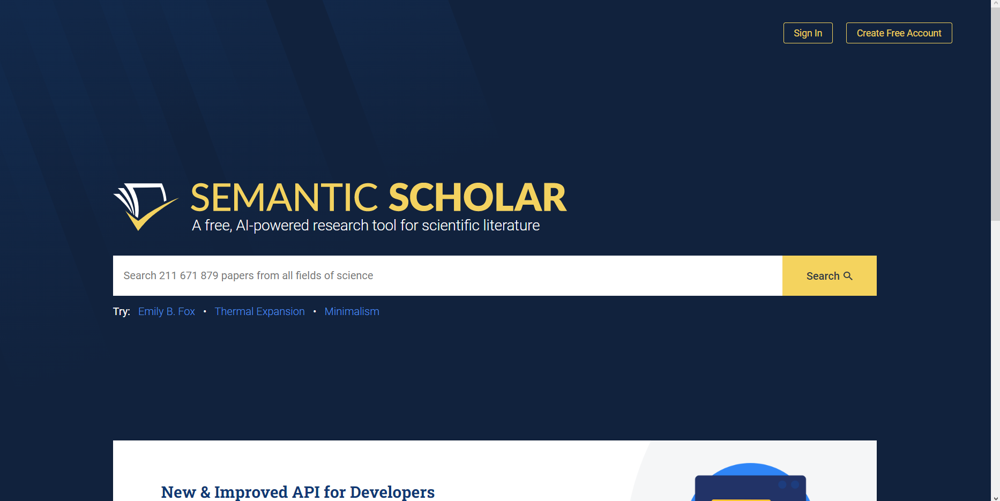 Sign In
Create Free Account
SEMANTIC SCHOLAR
A free, AI-powered research tool for scientific literature
Search 211 671 879 papers from all fields of science
Search
Try: Emily B. Fox • Thermal Expansion • Minimalism
New & Improved API for Developers